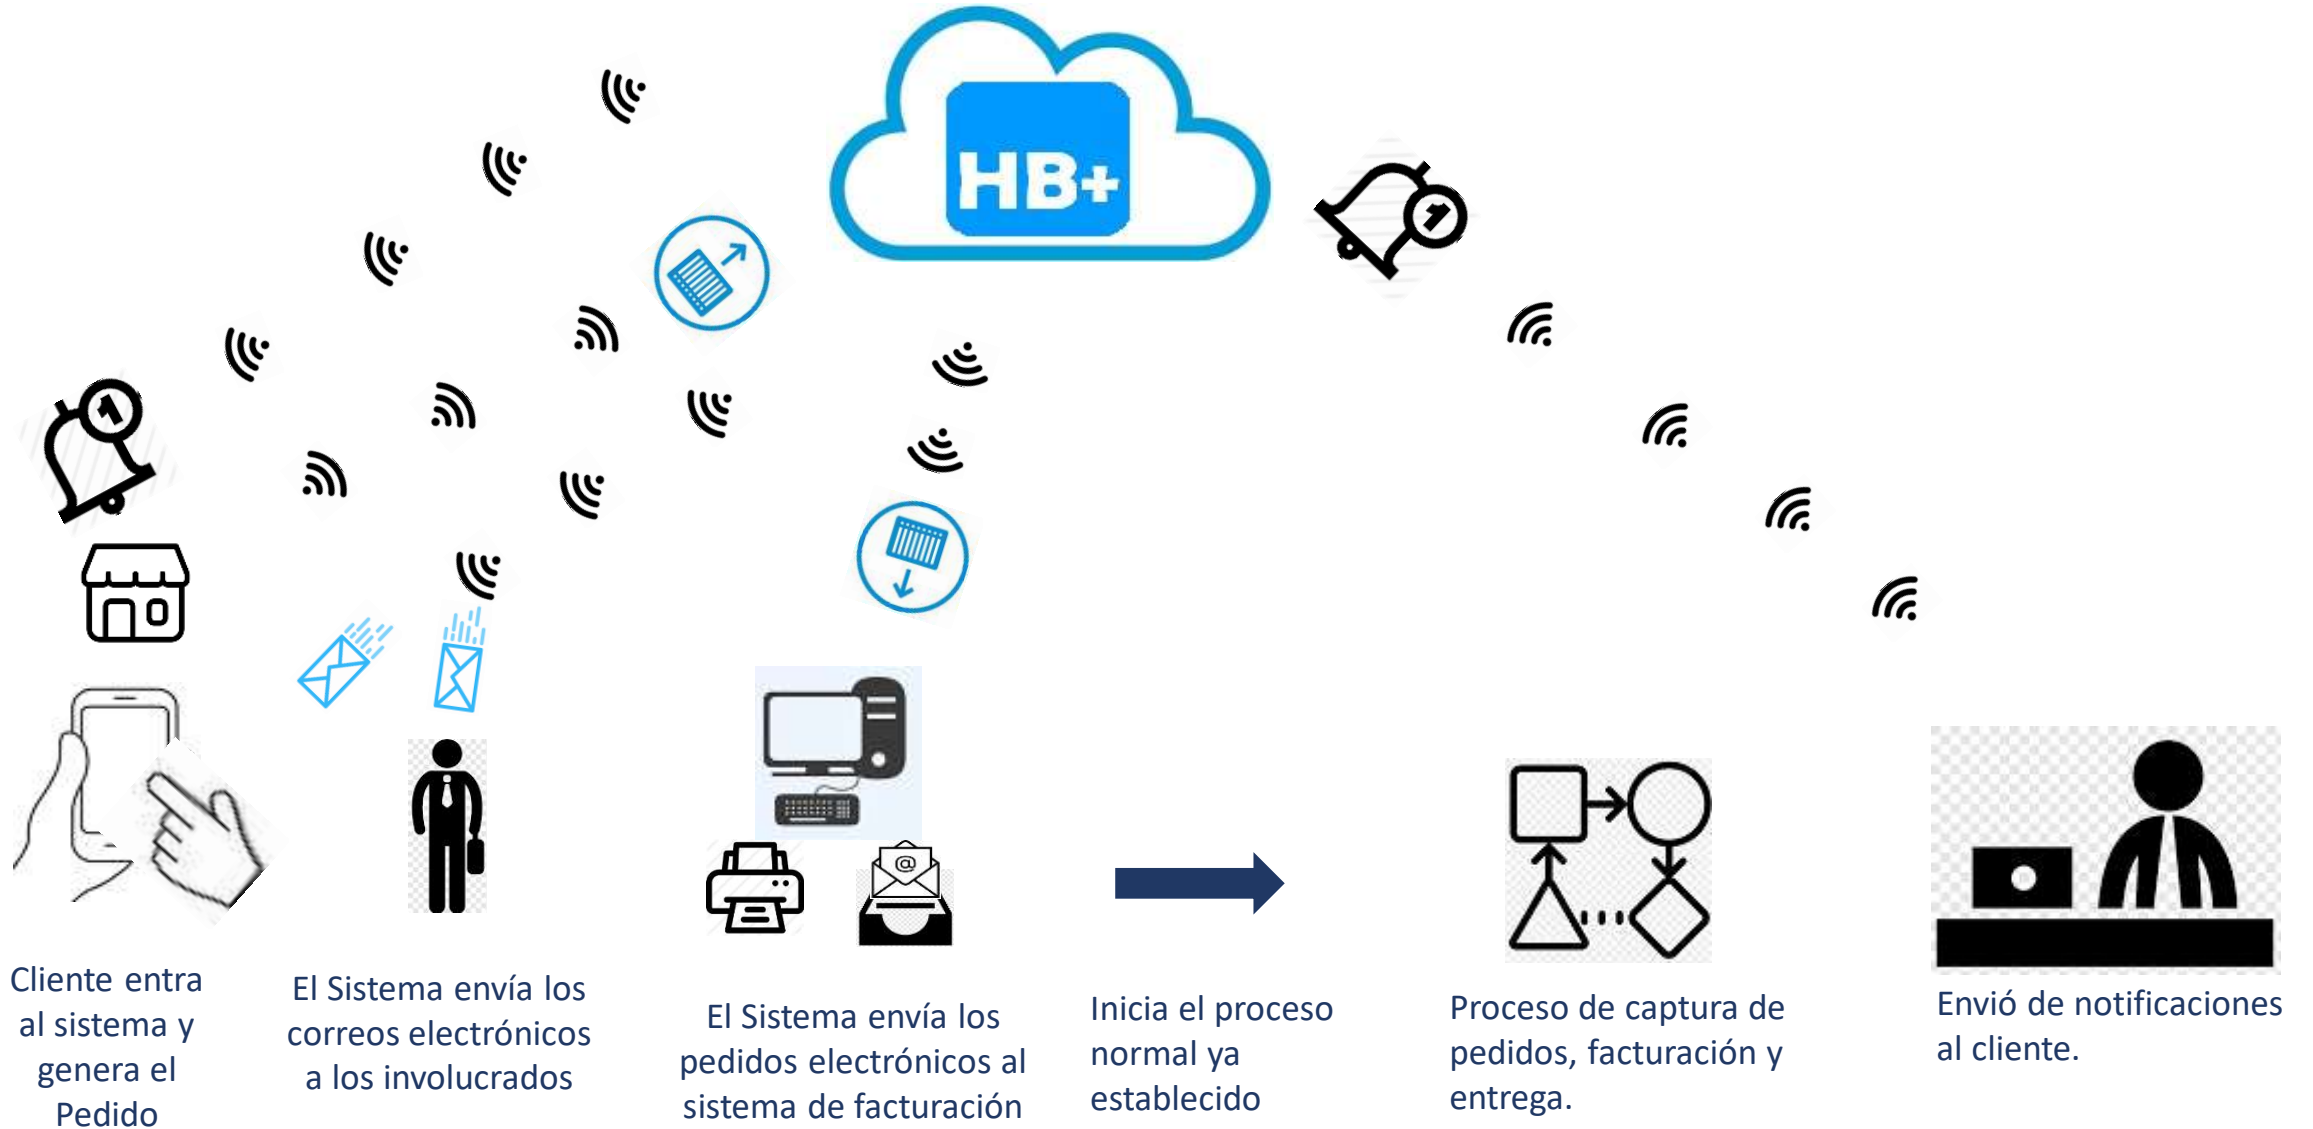 HB+
1
1
@
Cliente entra
al sistema y
genera el
Pedido
El Sistema envía los
correos electrónicos
a los involucrados
El Sistema envía los
pedidos electrónicos al
sistema de facturación
Inicia el proceso
normal ya
establecido
Proceso de captura de
pedidos, facturación y
entrega.
Envió de notificaciones
al cliente.